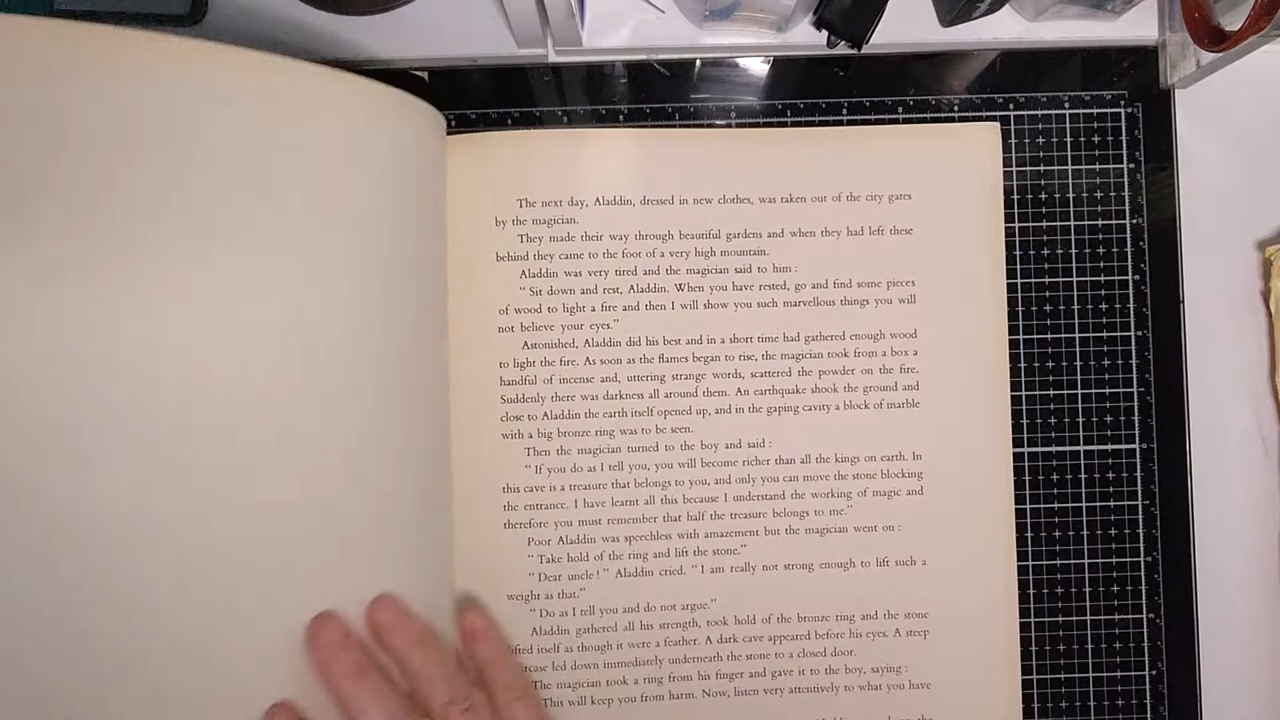 The next day, Aladdin, dressed in new clothes, was taken out of the city gates
by the magician.
They made their way through beautiful gardens and when they had left these
behind they came to the foot of a very high mountain.
Aladdin was very tired and the magician said to him :
“ Sit down and rest, Aladdin. When you have rested, go and find some pieces
of wood to light a fire and then I will show you such marvellous things you will
not believe your eyes.”
Astonished, Aladdin did his best and in a short time had gathered enough wood
to light the fire. As soon as the flames began to rise, the magician took from a box a
handful of incense and, uttering strange words, scattered the powder on the fire.
Suddenly there was darkness all around them. An earthquake shook the ground and
close to Aladdin the earth itself opened up, and in the gaping cavity a block of marble
with a big bronze ring was to be seen.
Then the magician turned to the boy and said :
“ If you do as I tell you, you will become richer than all the kings on earth. In
this cave is a treasure that belongs to you, and only you can move the stone blocking
the entrance. I have learnt all this because I understand the working of magic and
therefore you must remember that half the treasure belongs to me.”
Poor Aladdin was speechless with amazement but the magician went on :
“ Take hold of the ring and lift the stone.”
“ Dear uncle ! ” Aladdin cried. “ I am really not strong enough to lift such a
weight as that.”
“ Do as I tell you and do not argue.”
Aladdin gathered all his strength, took hold of the bronze ring and the stone
lifted itself as though it were a feather. A dark cave appeared before his eyes. A steep
led down immediately underneath the stone to a closed door.
The magician took a ring from his finger and gave it to the boy, saying :
This will keep you from harm. Now, listen very attentively to what you have